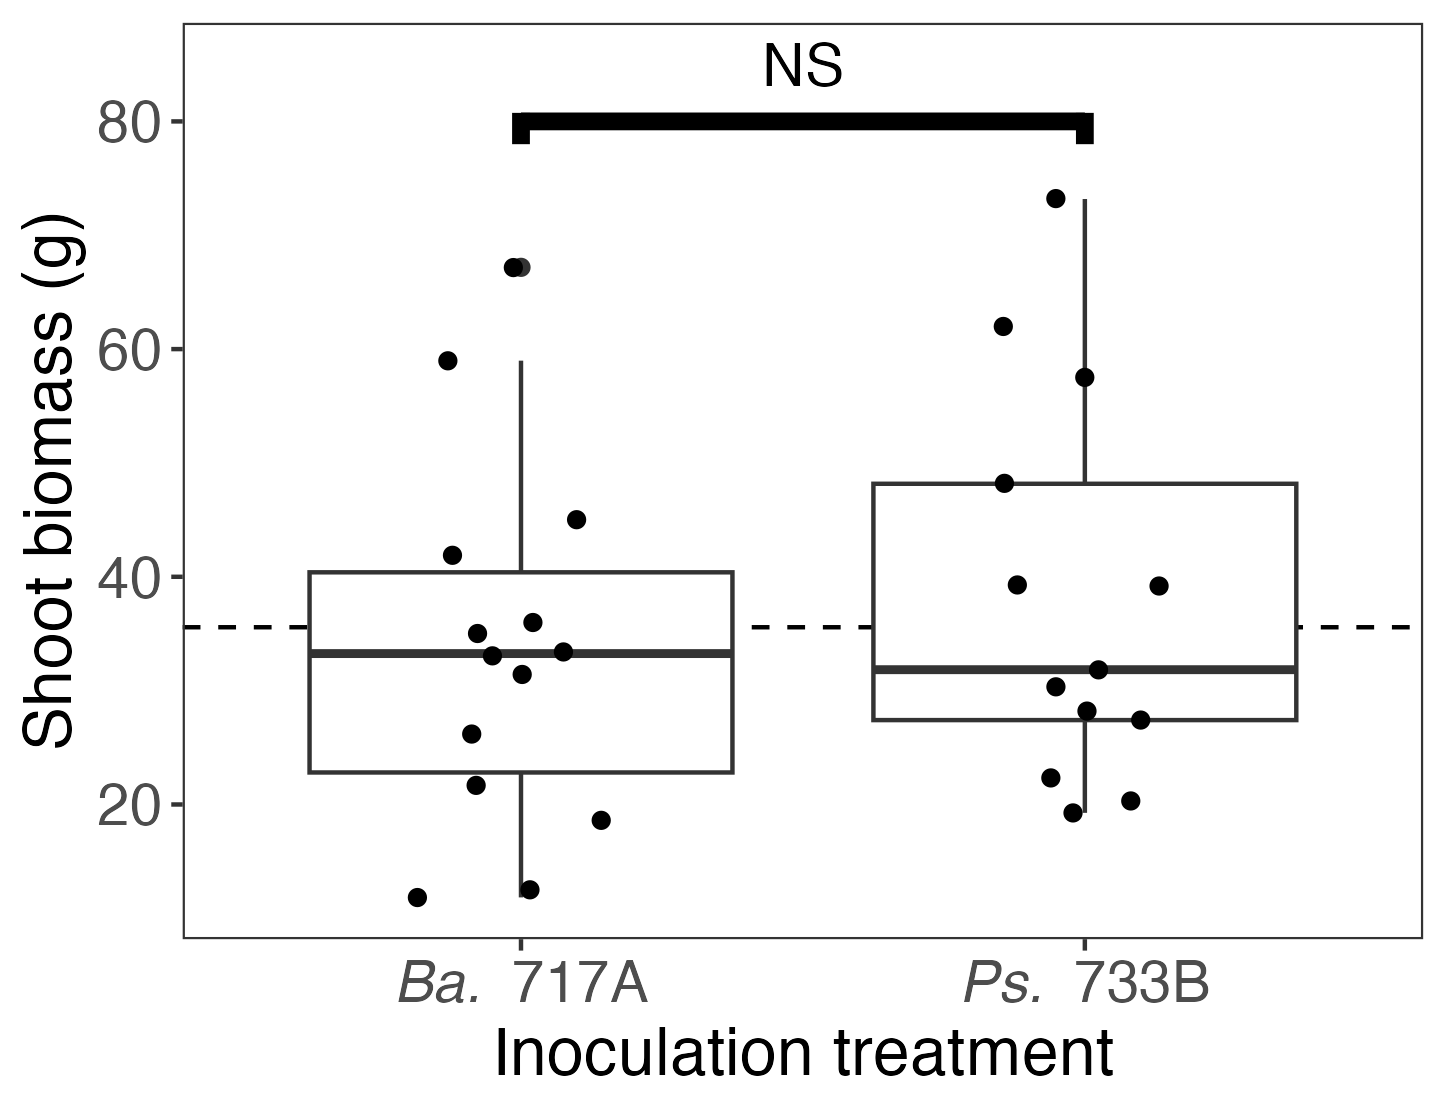 NS
80
60
40
20
Shoot biomass (g)
Ba. 717A
Ps. 733B
Inoculation treatment